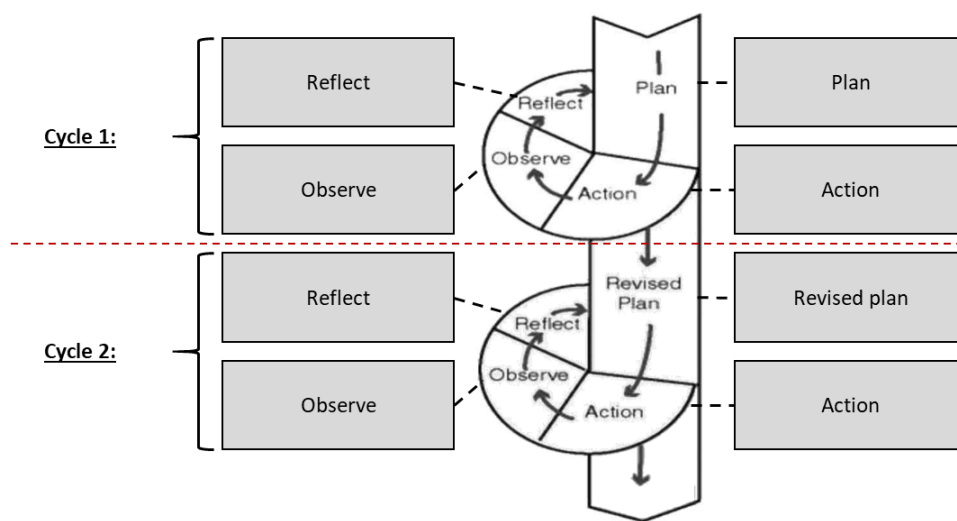 Reflect
Plan
Cycle 1:
Observe
Action
Plan
Reflect
Observe
Action
Reflect
Revised plan
Cycle 2:
Observe
Action
Revised
Plan
Reflect
Observe
Action